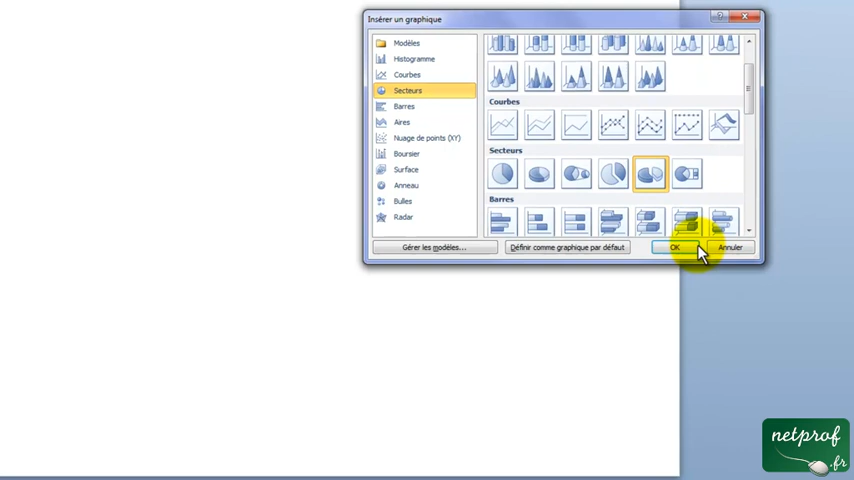 Insérer un graphique
Modèles
Histogramme
Courbes
Secteurs
Barres
Aires
Nuage de points (XY)
Boursier
Surface
Anneau
Bulles
Radar
Courbes
Secteurs
Barres
Gérer les modèles...
Définir comme graphique par défaut
OK
Annuler
netprof
.fr